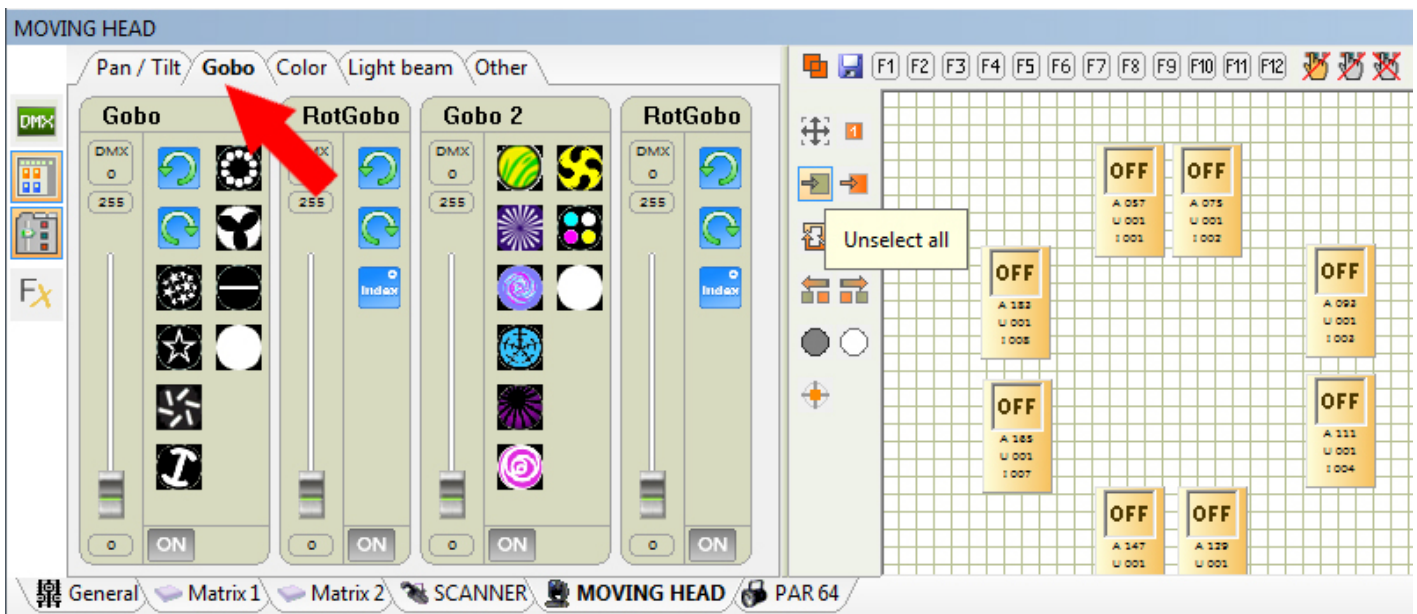 MOVING HEAD
Pan / Tilt Gobo Color Light beam Other
F1 F2 F3 F4 F5 F6 F7 F8 F9 F10 F11 F12
DMX
Fx
Gobo
DMX
0
255
0
ON
RotGobo
MX
255
Index
0
ON
Gobo 2
DMX
0
255
0
ON
RotGobo
DMX
0
255
Index
0
ON
1
Unselect all
OFF
A 057
U 001
I 001
OFF
A 075
U 001
I 002
OFF
A 183
U 001
I 008
OFF
A 093
U 001
I 003
OFF
A 165
U 001
I 007
OFF
A 111
U 001
I 004
OFF
A 147
U 001
OFF
A 129
U 001
General Matrix 1 Matrix 2 SCANNER MOVING HEAD PAR 64